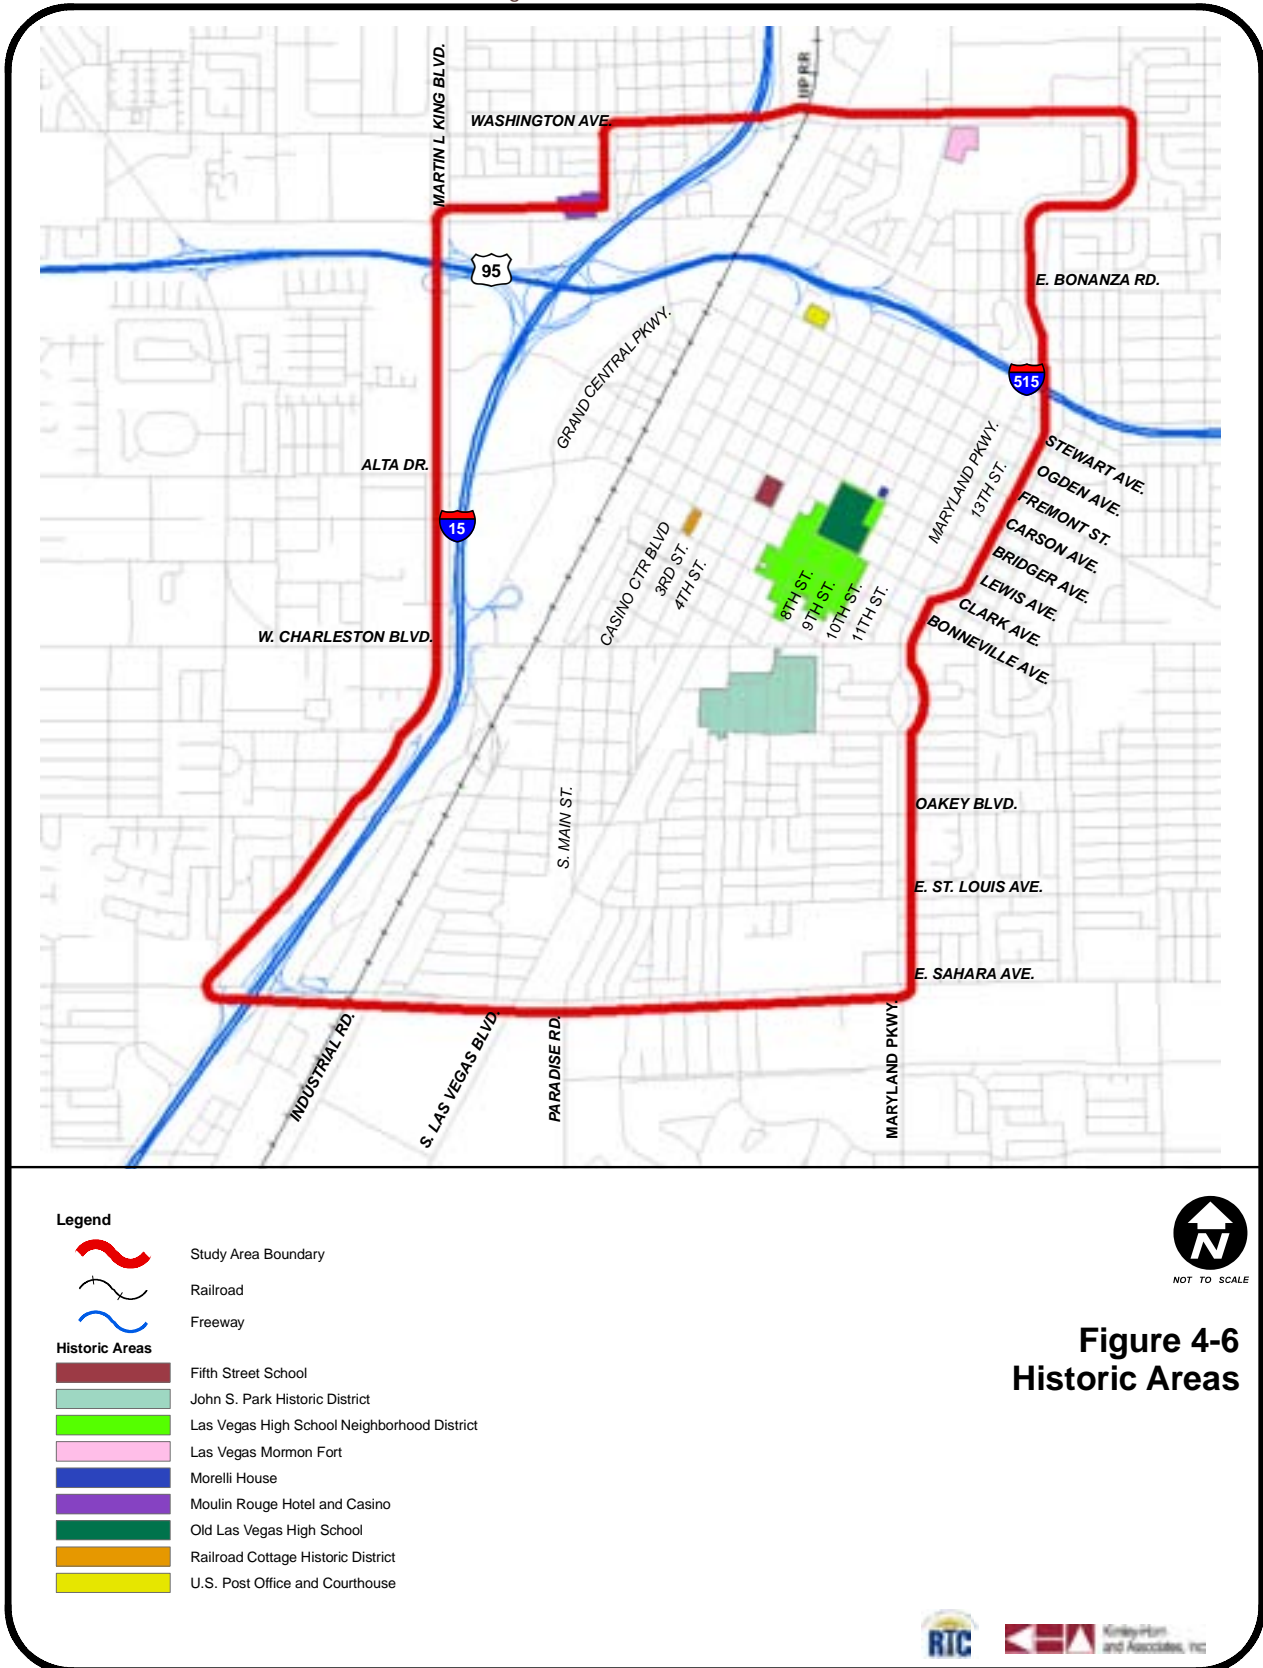 MARTIN L KING BLVD.
WASHINGTON AVE.
UP RR
95
E. BONANZA RD.
GRAND CENTRAL PKWY.
515
ALTA DR.
15
MARYLAND PKWY.
13TH ST.
STEWART AVE.
OGDEN AVE.
FREMONT ST.
CARSON AVE.
BRIDGER AVE.
LEWIS AVE.
CLARK AVE.
BONNEVILLE AVE.
CASINO CTR BLVD
3RD ST.
4TH ST.
8TH ST.
9TH ST.
10TH ST.
11TH ST.
W. CHARLESTON BLVD.
S. MAIN ST.
OAKEY BLVD.
E. ST. LOUIS AVE.
E. SAHARA AVE.
INDUSTRIAL RD.
S. LAS VEGAS BLVD.
PARADISE RD.
MARYLAND PKWY.
Legend
Study Area Boundary
Railroad
Freeway
Historic Areas
Fifth Street School
John S. Park Historic District
Las Vegas High School Neighborhood District
Las Vegas Mormon Fort
Morelli House
Moulin Rouge Hotel and Casino
Old Las Vegas High School
Railroad Cottage Historic District
U.S. Post Office and Courthouse
N
NOT TO SCALE
Figure 4-6
Historic Areas
RTC
Kimley-Horn
and Associates, Inc.